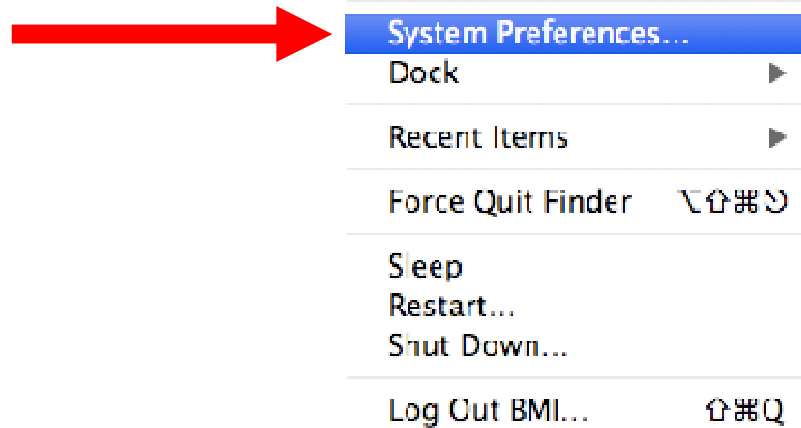 System Preferences...
Dock ▶
Recent Items ▶
Force Quit Finder ⌥⇧⌘⎋
Sleep
Restart...
Shut Down...
Log Out BMI... ⇧⌘Q